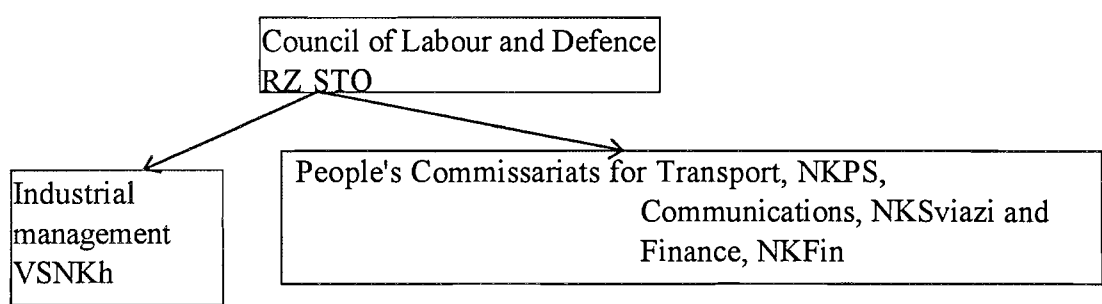 Council of Labour and Defence
RZ STO
Industrial
management
VSNKh
People's Commissariats for Transport, NKPS,
Communications, NKSviazi and
Finance, NKFin